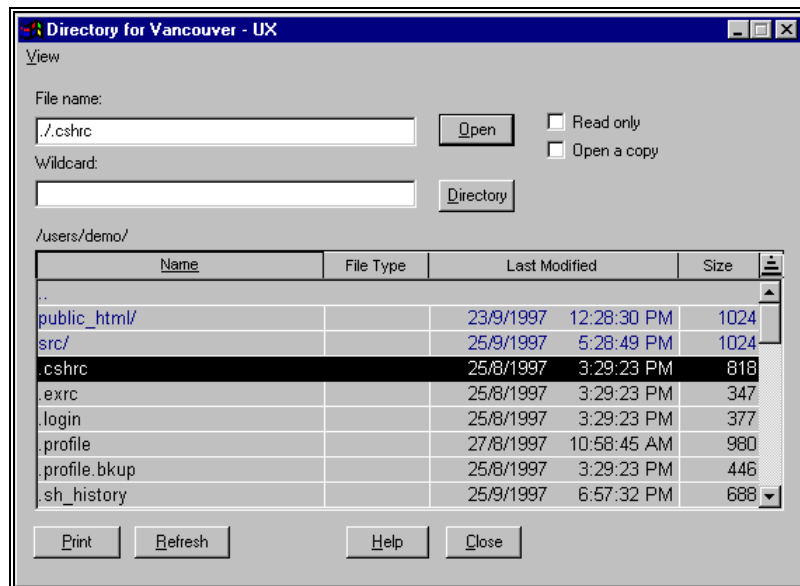 Directory for Vancouver - UX
View
File name:
./.cshrc
Open
Read only
Open a copy
Wildcard:
Directory
/users/demo/
Name File Type Last Modified Size
..
public_html/ 23/9/1997 12:28:30 PM 1024
src/ 25/9/1997 5:28:49 PM 1024
.cshrc 25/8/1997 3:29:23 PM 818
.exrc 25/8/1997 3:29:23 PM 347
.login 25/8/1997 3:29:23 PM 377
.profile 27/8/1997 10:58:45 AM 980
.profile.bkup 25/8/1997 3:29:23 PM 446
.sh_history 25/9/1997 6:57:32 PM 688
Print Refresh Help Close